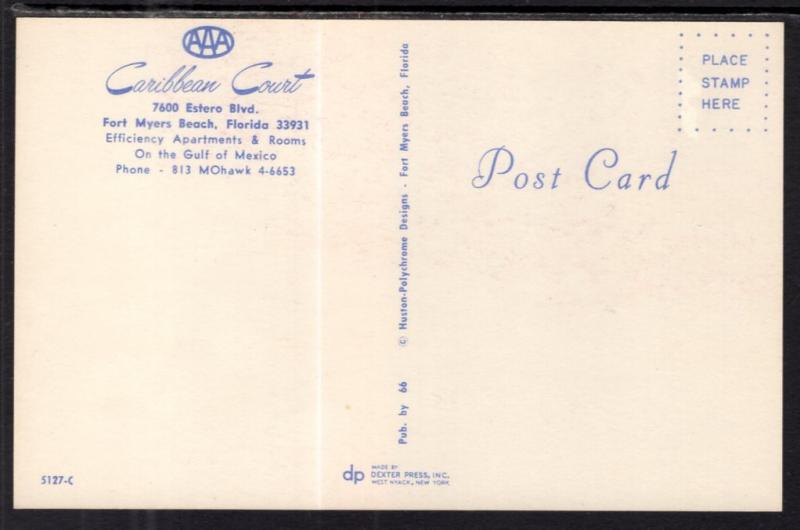 AAA
Caribbean Court
7600 Estero Blvd.
Fort Myers Beach, Florida 33931
Efficiency Apartments & Rooms
On the Gulf of Mexico
Phone - 813 MOhawk 4-6653
5127-C
Pub. by 66 © Huston-Polychrome Designs - Fort Myers Beach, Florida
dp
MADE BY
DEXTER PRESS, INC.
WEST NYACK, NEW YORK
PLACE
STAMP
HERE
Post Card